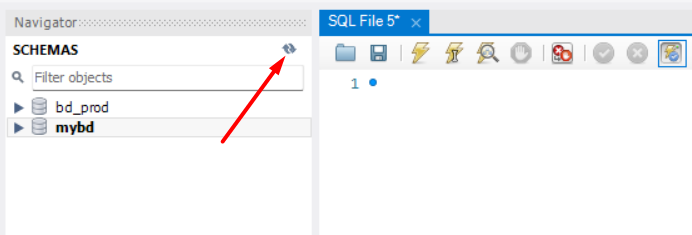 Navigator
SCHEMAS
Filter objects
bd_prod
mybd
SQL File 5*
1